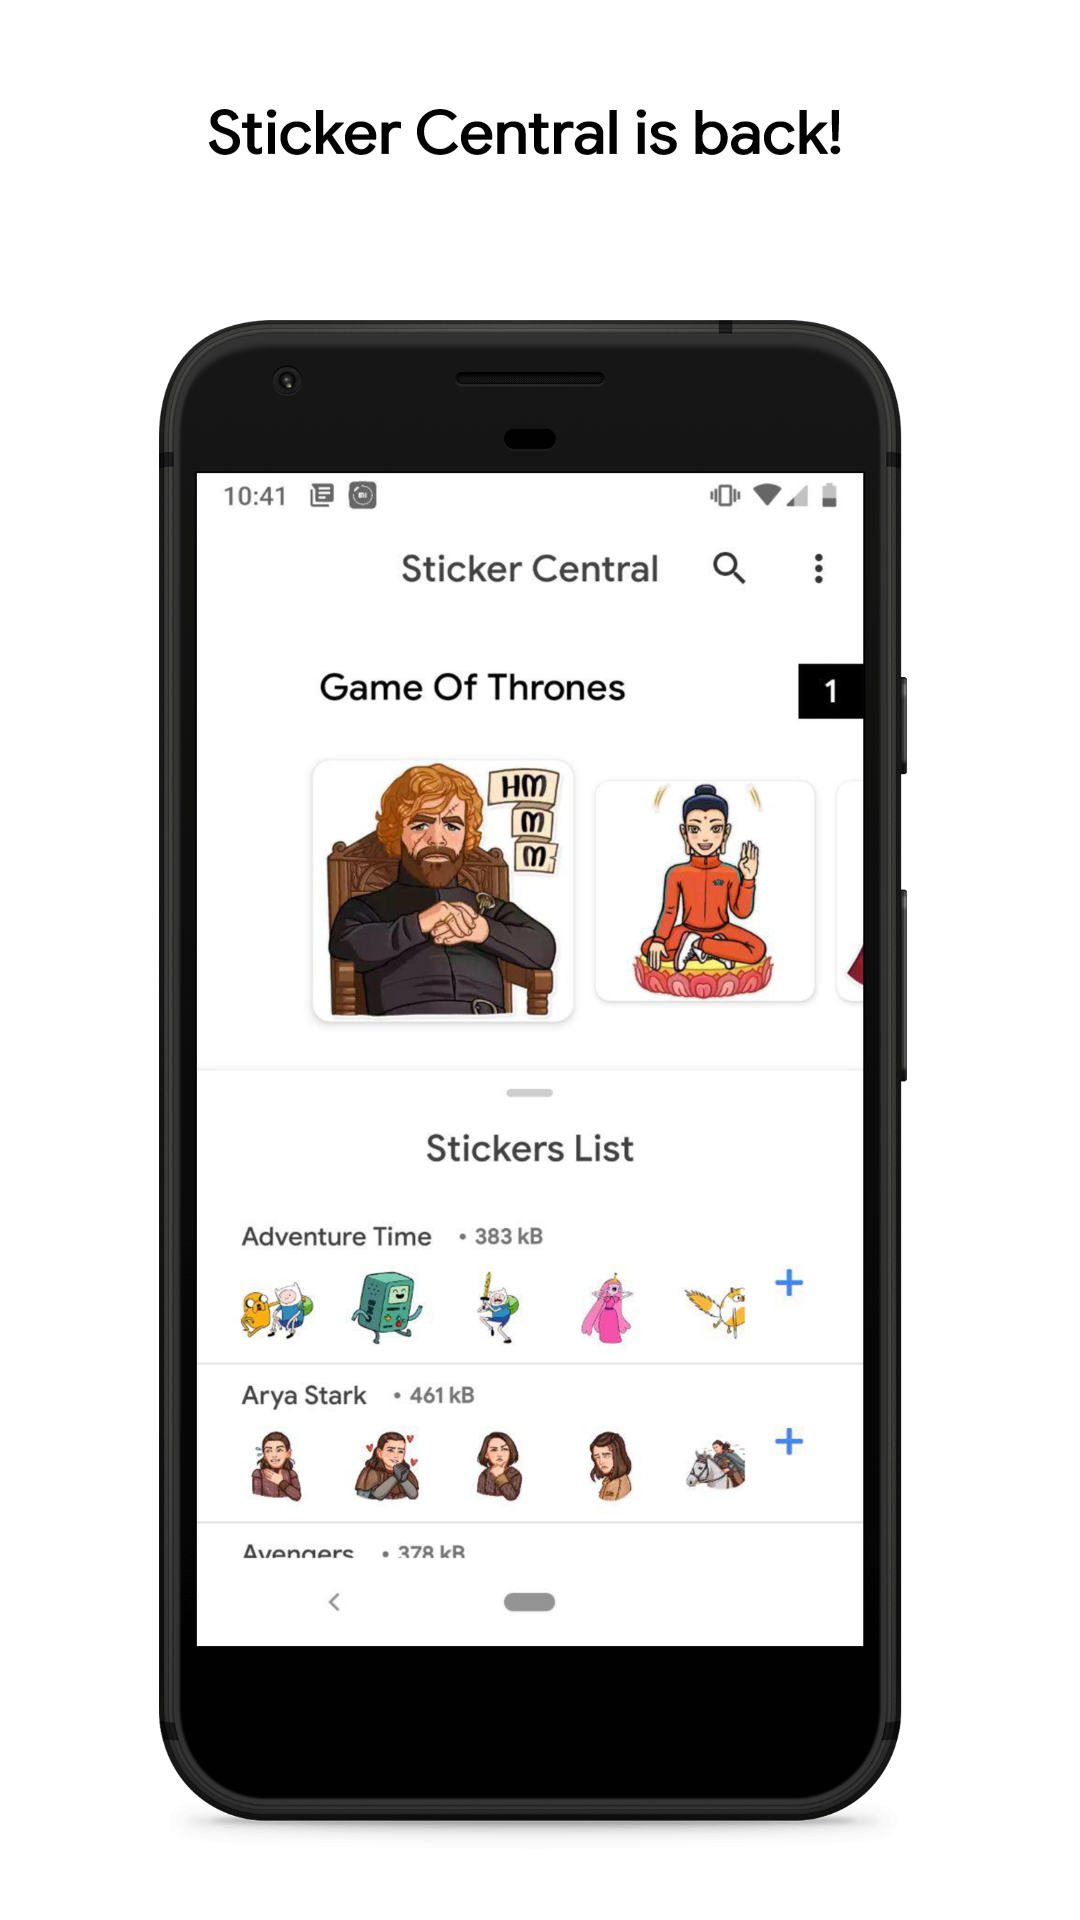 Sticker Central is back!
10:41
Sticker Central
Game Of Thrones
1
HM
M
M
Stickers List
Adventure Time • 383 kB
Arya Stark • 461 kB
Avengers • 378 kB